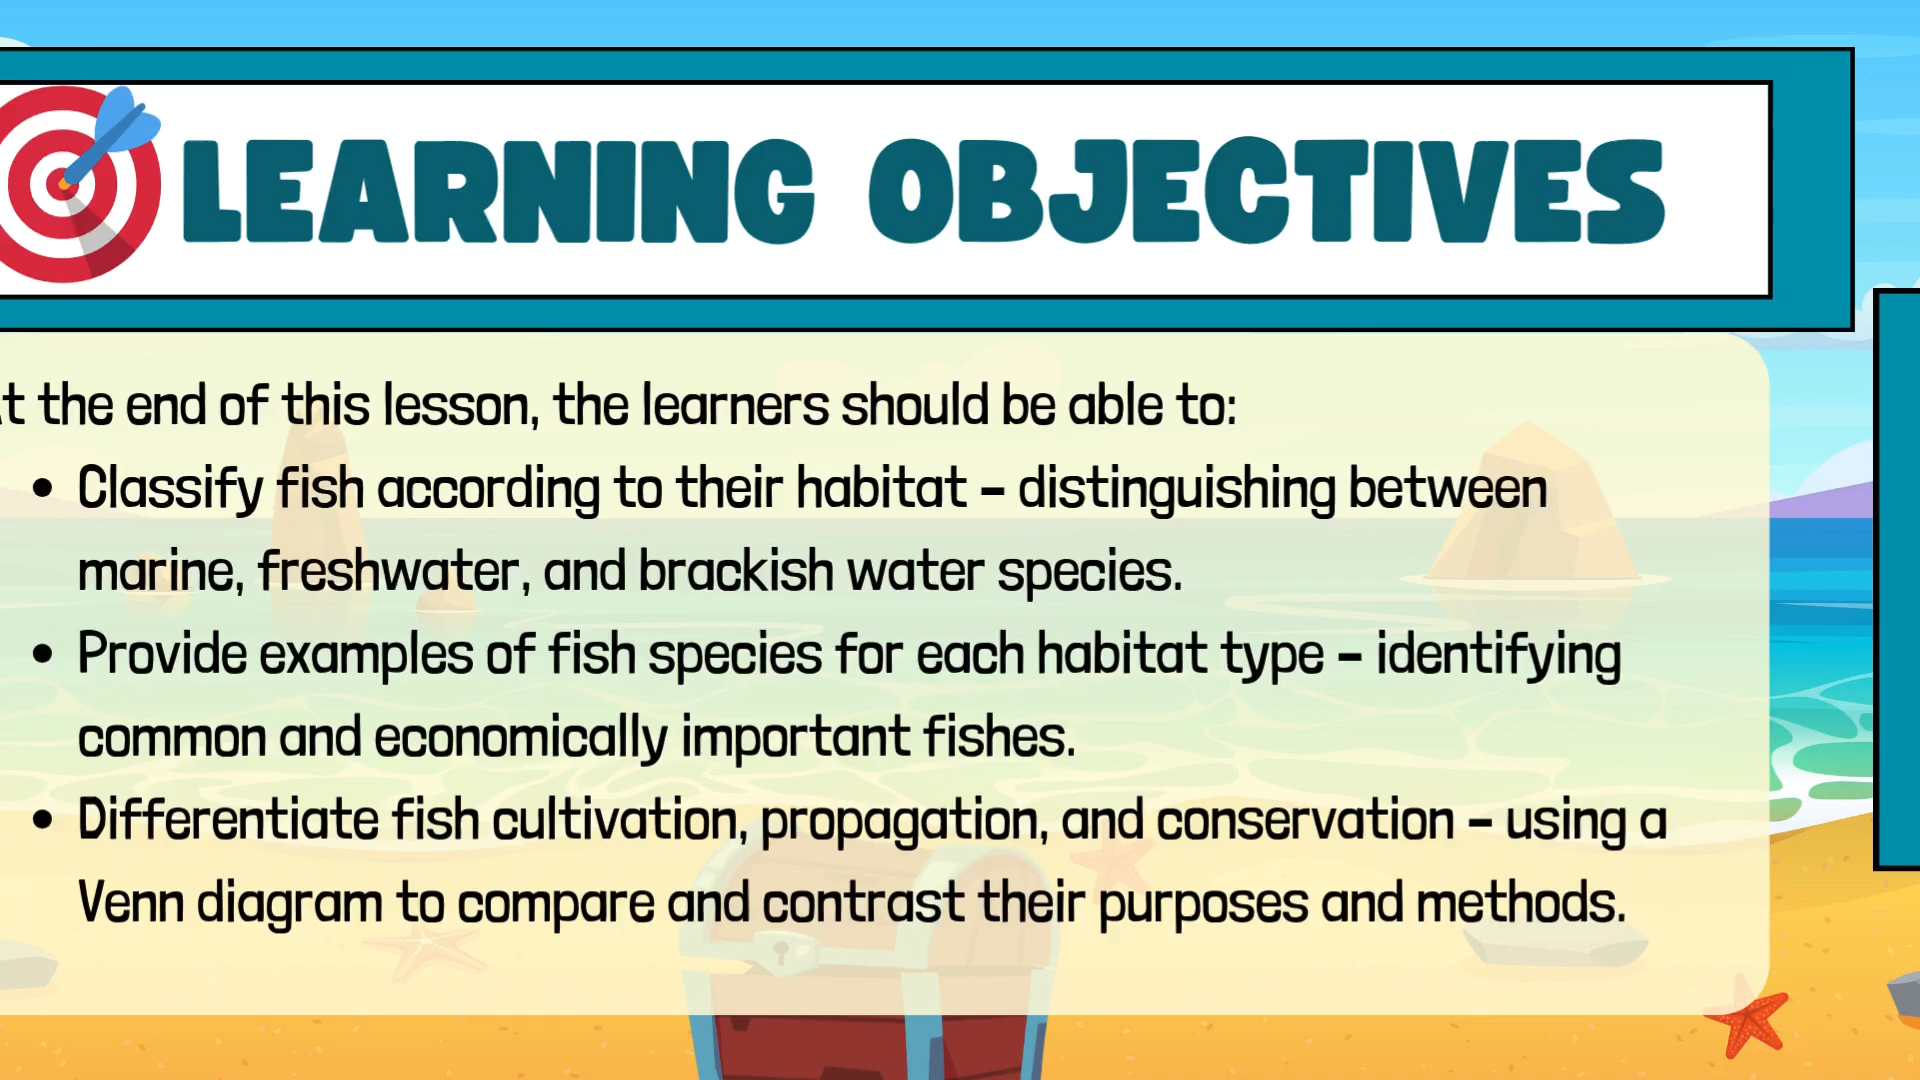 LEARNING OBJECTIVES
t the end of this lesson, the learners should be able to:
• Classify fish according to their habitat – distinguishing between
marine, freshwater, and brackish water species.
• Provide examples of fish species for each habitat type – identifying
common and economically important fishes.
• Differentiate fish cultivation, propagation, and conservation – using a
Venn diagram to compare and contrast their purposes and methods.